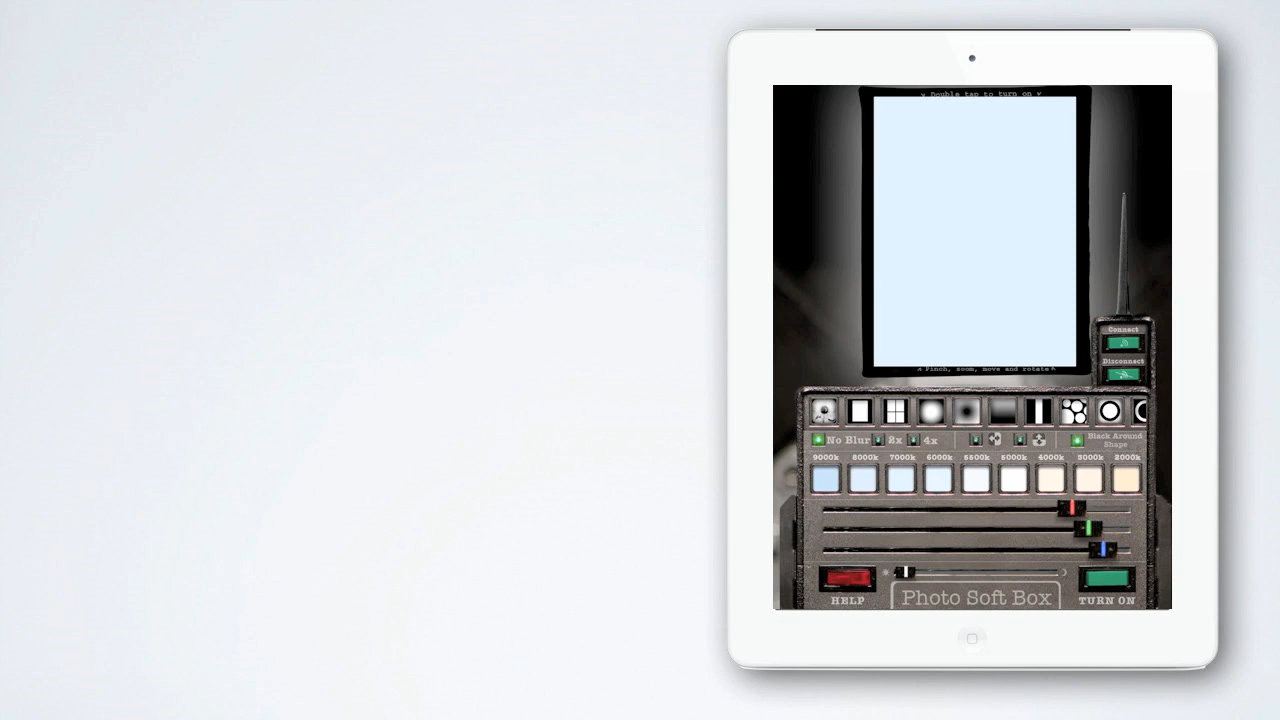 Double tap to turn on
Pinch, zoom, move and rotate
Connect
Disconnect
No Blur 2x 4x
Black Around
Shape
9000k 8000k 7000k 6000k 5500k 5000k 4000k 3000k 2000k
HELP
Photo Soft Box
TURN ON